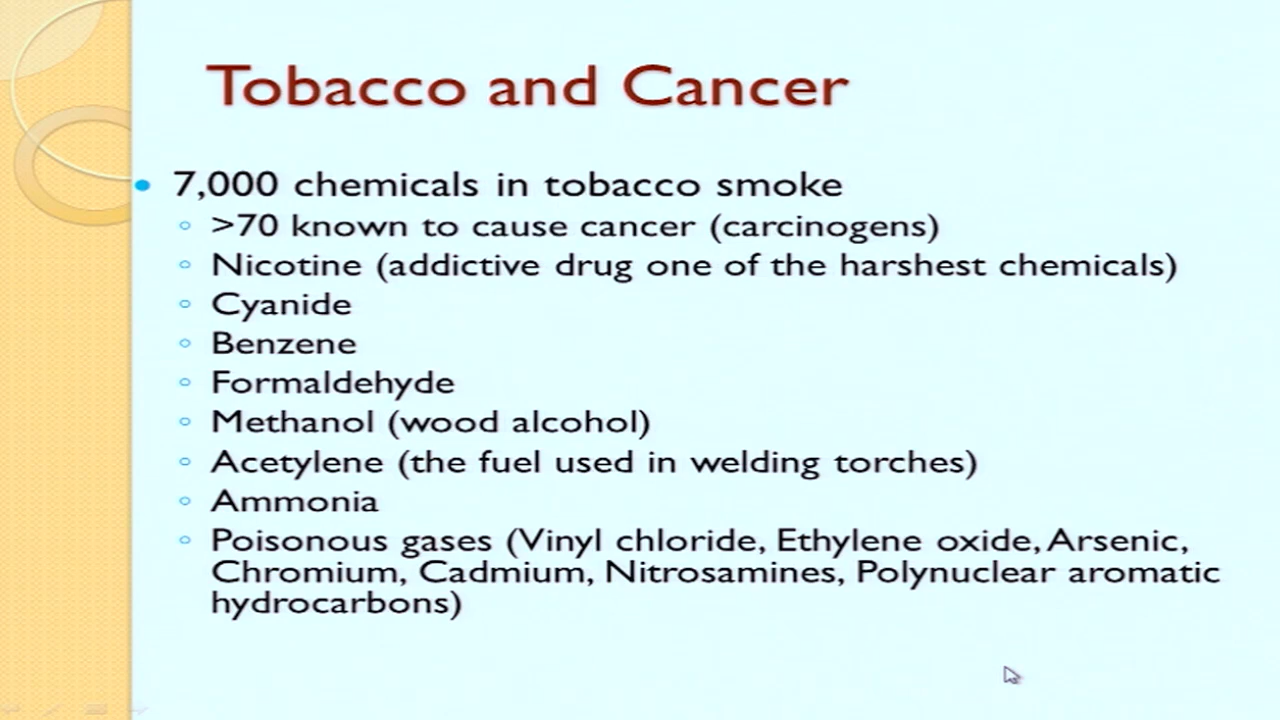 Tobacco and Cancer
7,000 chemicals in tobacco smoke
>70 known to cause cancer (carcinogens)
Nicotine (addictive drug one of the harshest chemicals)
Cyanide
Benzene
Formaldehyde
Methanol (wood alcohol)
Acetylene (the fuel used in welding torches)
Ammonia
Poisonous gases (Vinyl chloride, Ethylene oxide, Arsenic,
Chromium, Cadmium, Nitrosamines, Polynuclear aromatic
hydrocarbons)